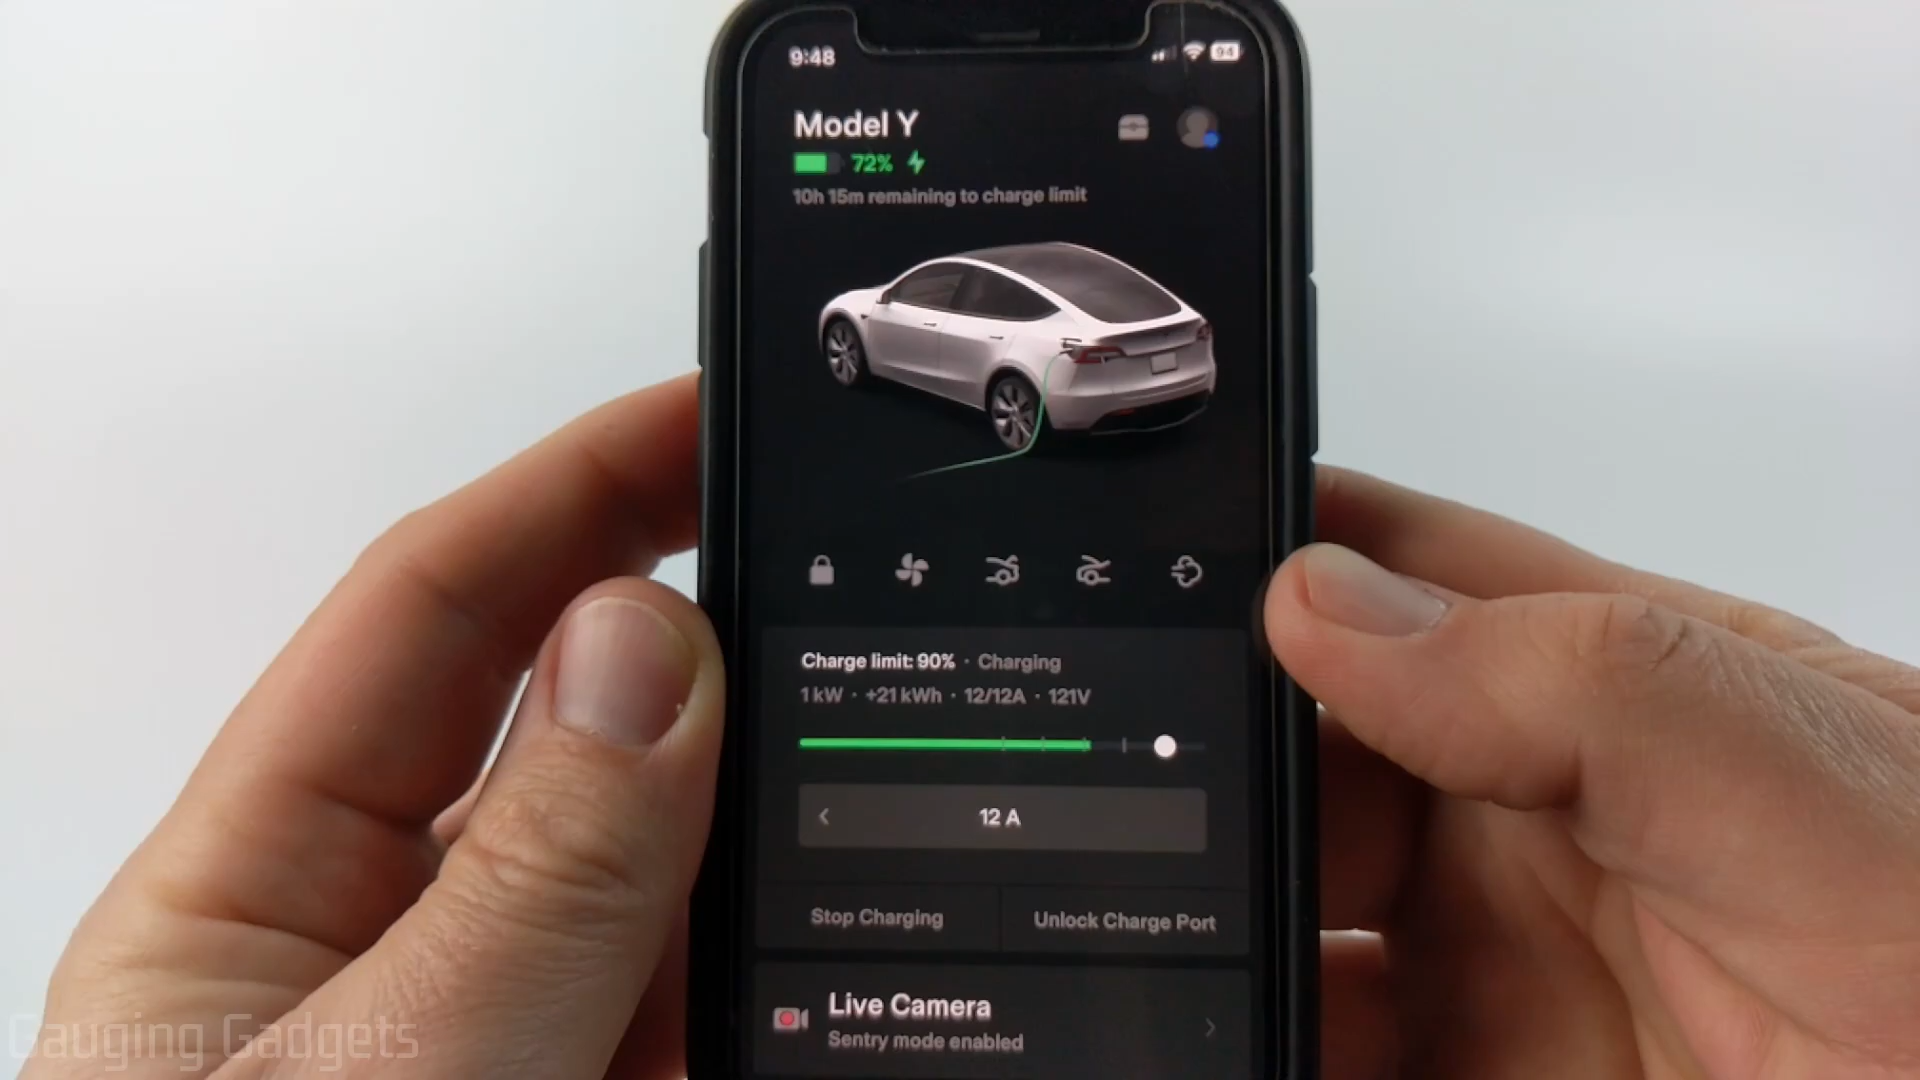 9:48
94
Model Y
72%
10h 15m remaining to charge limit
Charge limit: 90% · Charging
1 kW · +21 kWh · 12/12A · 121V
12 A
Stop Charging
Unlock Charge Port
Live Camera
Sentry mode enabled
Gauging Gadgets